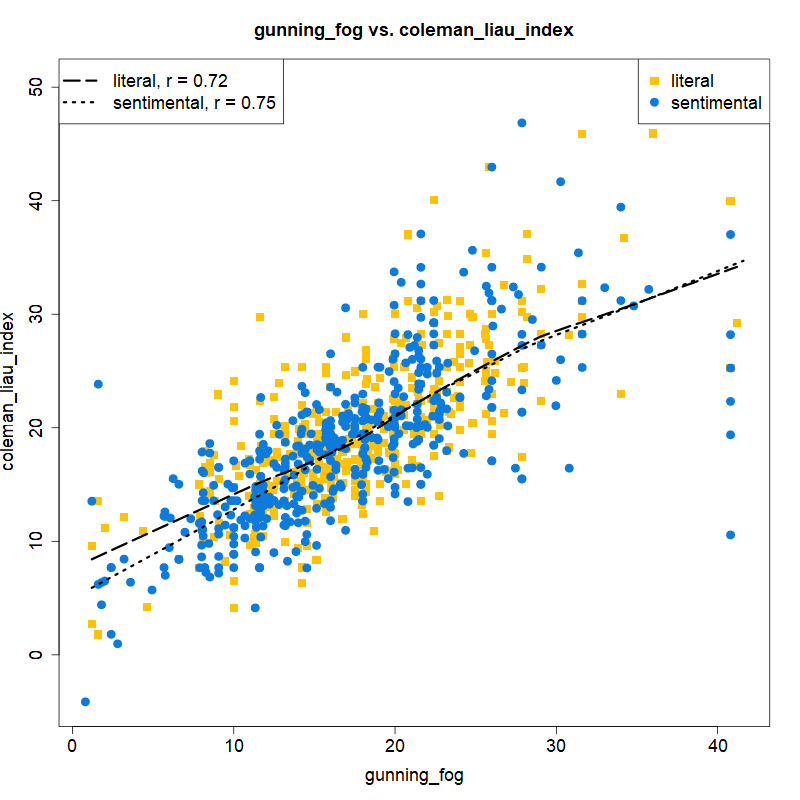 gunning_fog vs. coleman_liau_index
literal, r = 0.72
sentimental, r = 0.75
literal
sentimental
coleman_liau_index
50
40
30
20
10
0
0 10 20 30 40
gunning_fog